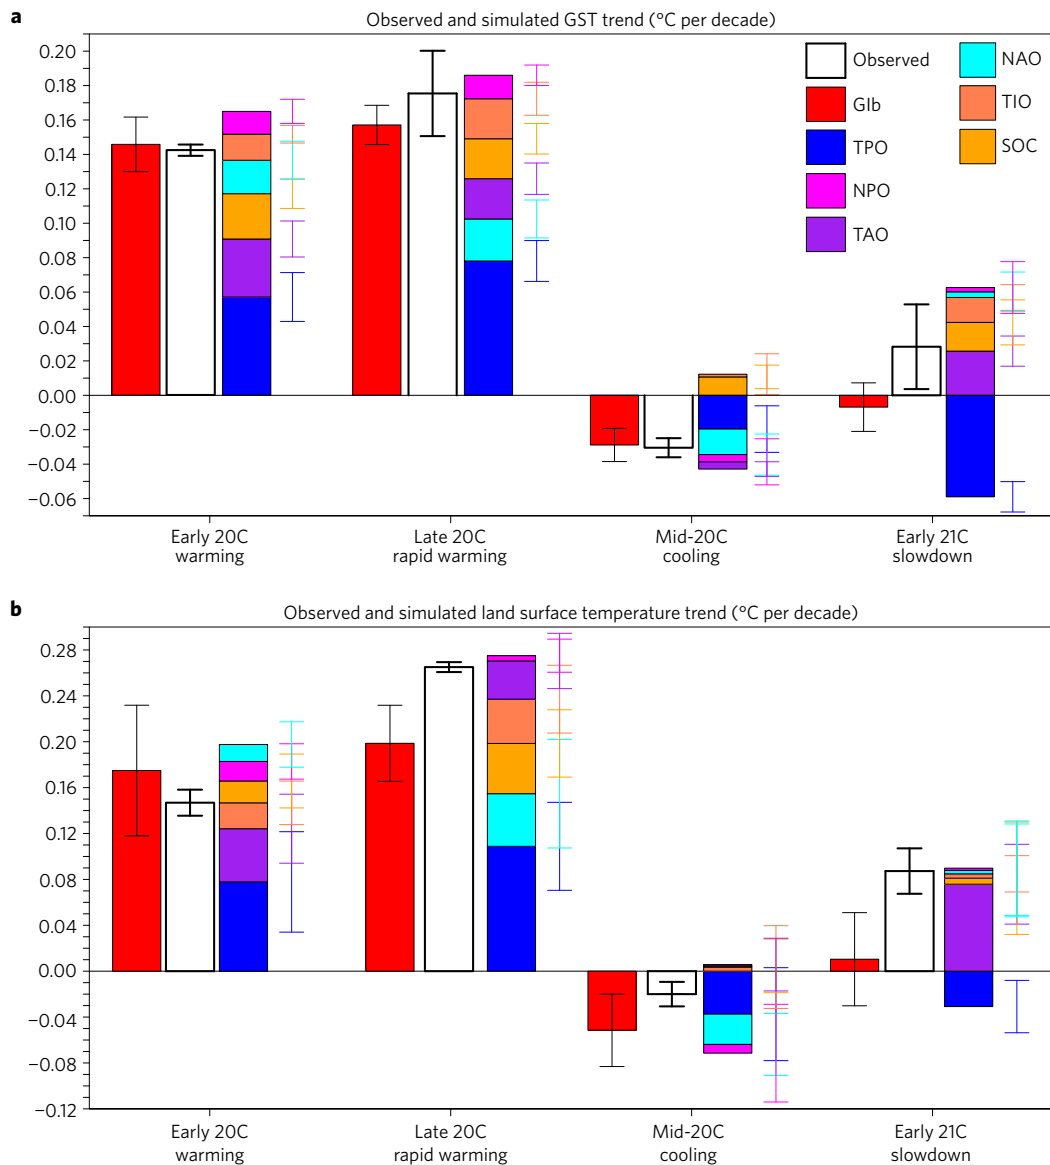 a
Observed and simulated GST trend (°C per decade)
0.20
0.18
0.16
0.14
0.12
0.10
0.08
0.06
0.04
0.02
0.00
−0.02
−0.04
−0.06
Observed
Glb
TPO
NPO
TAO
NAO
TIO
SOC
Early 20C
warming
Late 20C
rapid warming
Mid-20C
cooling
Early 21C
slowdown
b
Observed and simulated land surface temperature trend (°C per decade)
0.28
0.24
0.20
0.16
0.12
0.08
0.04
0.00
−0.04
−0.08
−0.12
Early 20C
warming
Late 20C
rapid warming
Mid-20C
cooling
Early 21C
slowdown